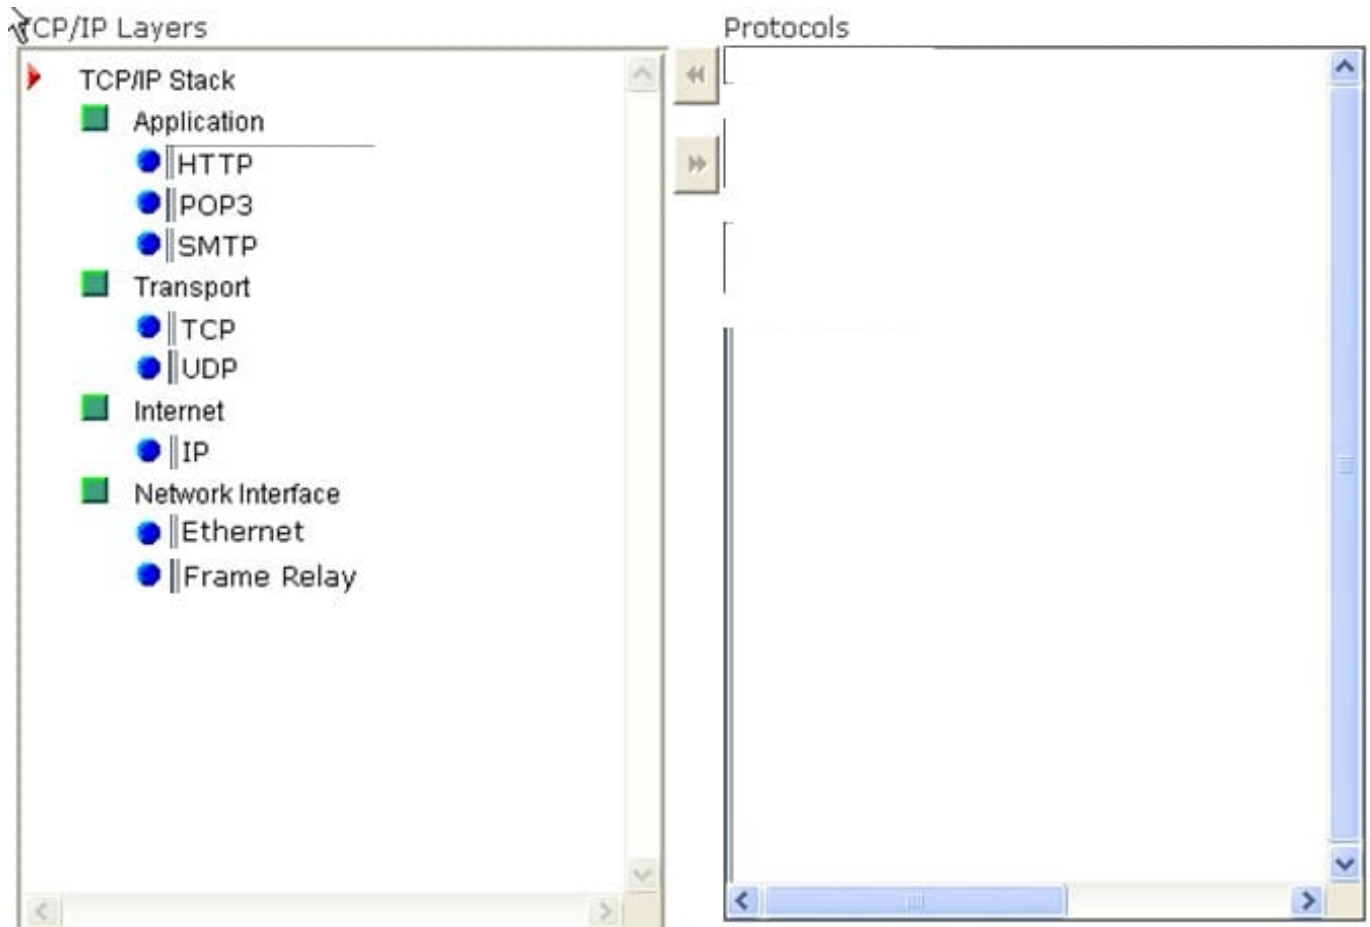 TCP/IP Layers
Protocols
TCP/IP Stack
Application
HTTP
POP3
SMTP
Transport
TCP
UDP
Internet
IP
Network Interface
Ethernet
Frame Relay